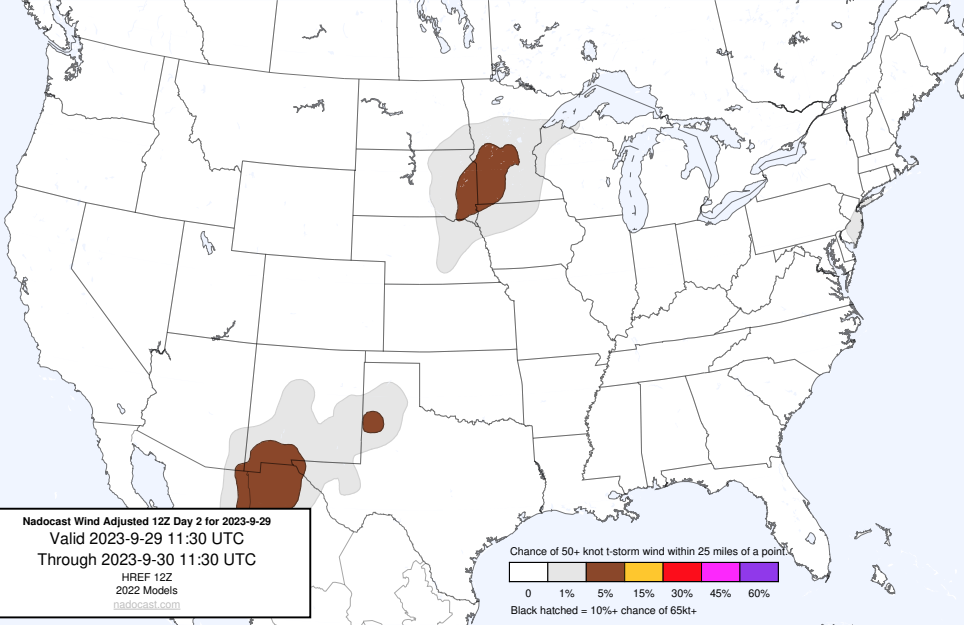 Nadocast Wind Adjusted 12Z Day 2 for 2023-9-29
Valid 2023-9-29 11:30 UTC
Through 2023-9-30 11:30 UTC
HREF 12Z
2022 Models
nadocast.com
Chance of 50+ knot t-storm wind within 25 miles of a point.
0 1% 5% 15% 30% 45% 60%
Black hatched = 10%+ chance of 65kt+